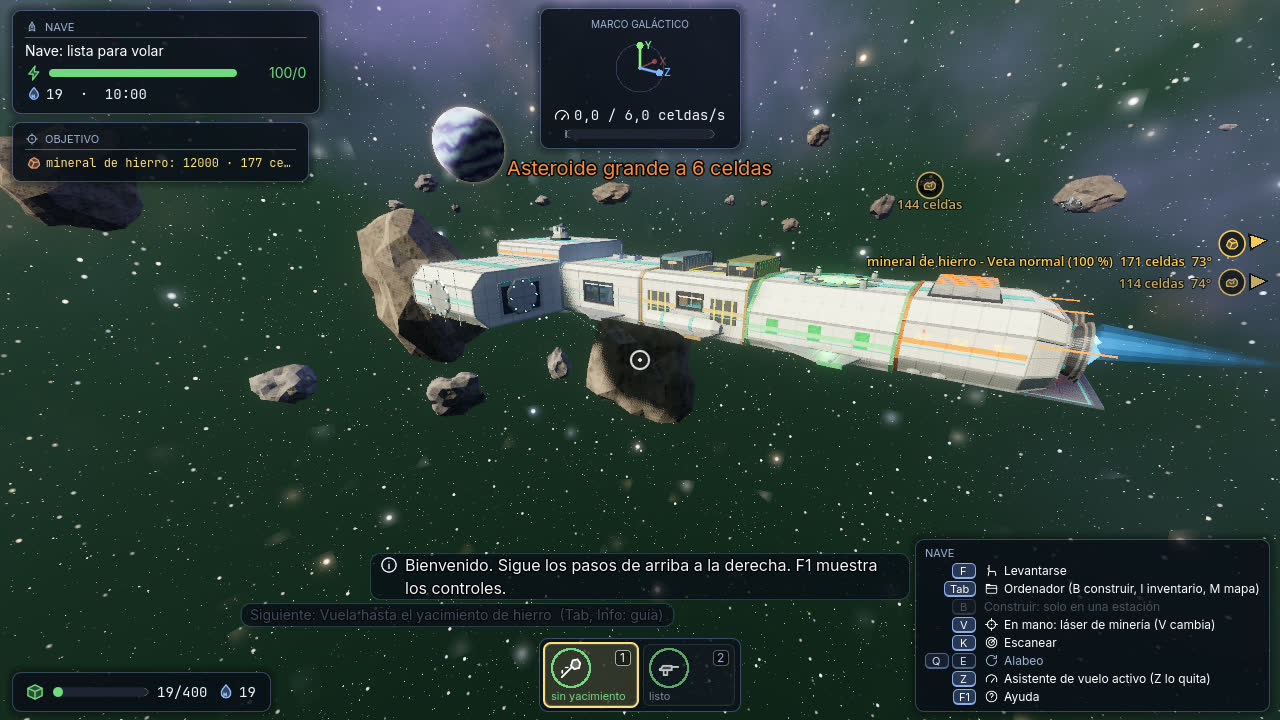 NAVE
Nave: lista para volar
100/0
19 · 10:00
OBJETIVO
mineral de hierro: 12000 · 177 ce…
MARCO GALÁCTICO
Y
X
Z
0,0 / 6,0 celdas/s
Asteroide grande a 6 celdas
144 celdas
mineral de hierro - Veta normal (100 %) 171 celdas 73°
114 celdas 74°
Bienvenido. Sigue los pasos de arriba a la derecha. F1 muestra
los controles.
Siguiente: Vuela hasta el yacimiento de hierro (Tab, Info: guía)
1
sin yacimiento
2
listo
19/400 19
NAVE
F Levantarse
Tab Ordenador (B construir, I inventario, M mapa)
B Construir: solo en una estación
V En mano: láser de minería (V cambia)
K Escanear
Q E Alabeo
Z Asistente de vuelo activo (Z lo quita)
F1 Ayuda